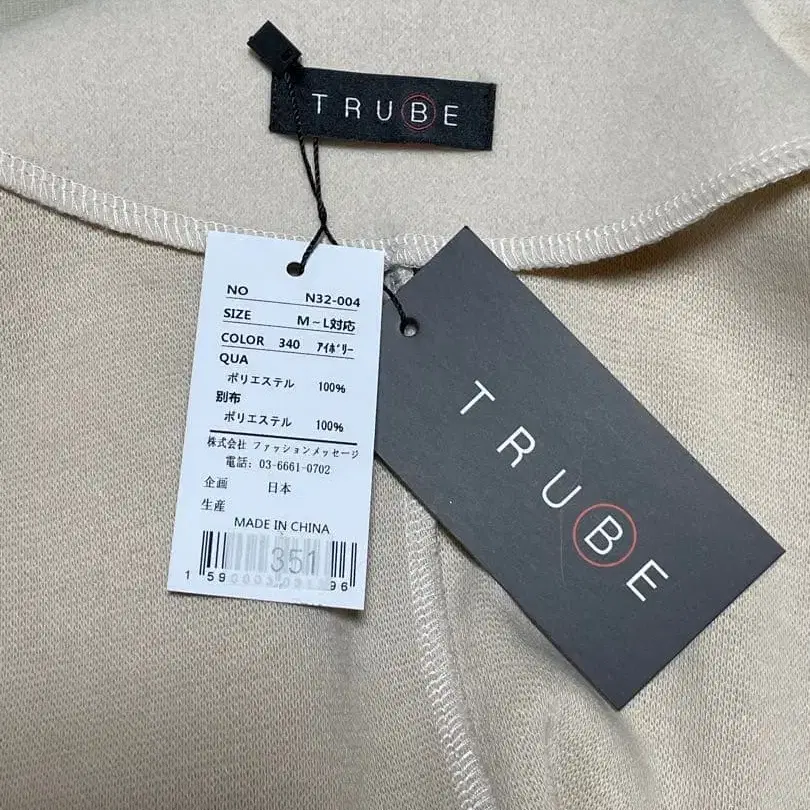 TRUBE
NO N32-004
SIZE M~L対応
COLOR 340 アイボリー
QUA
ポリエステル 100%
別布
ポリエステル 100%
株式会社 ファッションメッセージ
電話: 03-6661-0702
企画 日本
生産
MADE IN CHINA
351
TRUBE